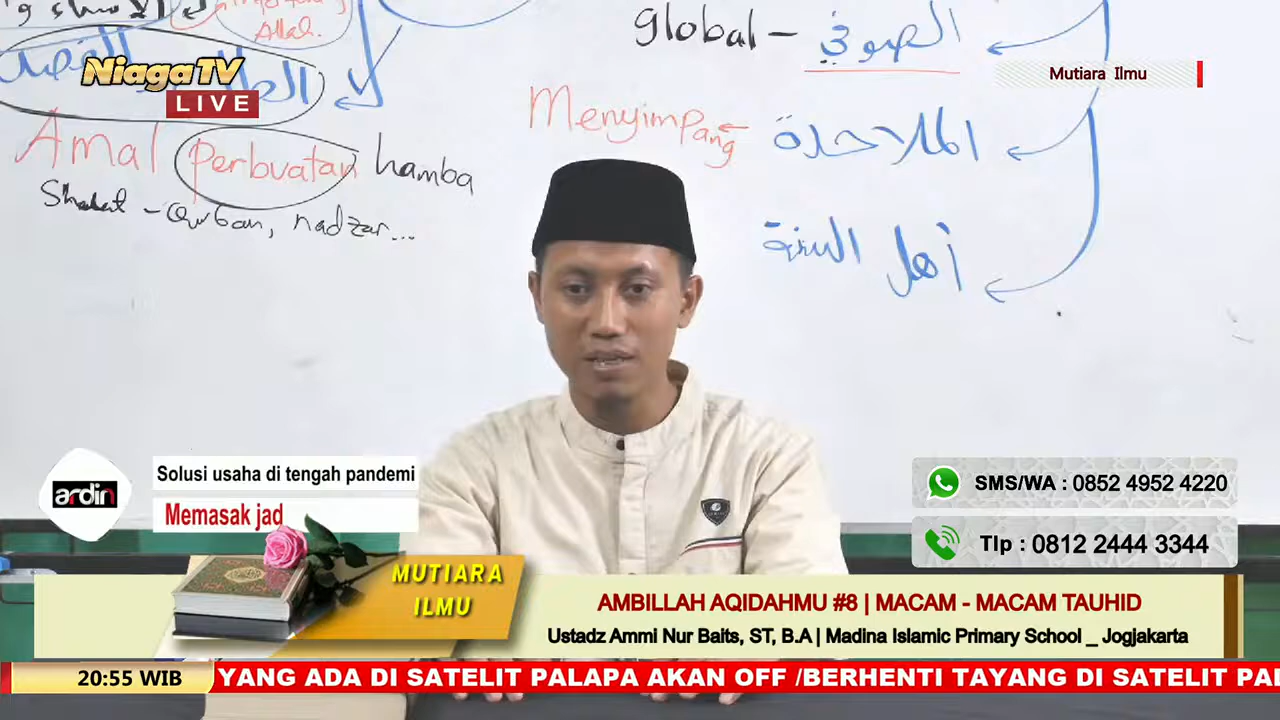 Allah.
global – الصوفي
NiagaTV
LIVE
Mutiara Ilmu
Menyimpang
الملاحدة
Amal perbuatan hamba
Shalat – Qurban, nadzar...
أهل السنة
ardin
Solusi usaha di tengah pandemi
Memasak jad
SMS/WA : 0852 4952 4220
Tlp : 0812 2444 3344
MUTIARA
ILMU
AMBILLAH AQIDAHMU #8 | MACAM - MACAM TAUHID
Ustadz Ammi Nur Baits, ST, B.A | Madina Islamic Primary School _ Jogjakarta
20:55 WIB
YANG ADA DI SATELIT PALAPA AKAN OFF /BERHENTI TAYANG DI SATELIT PAL